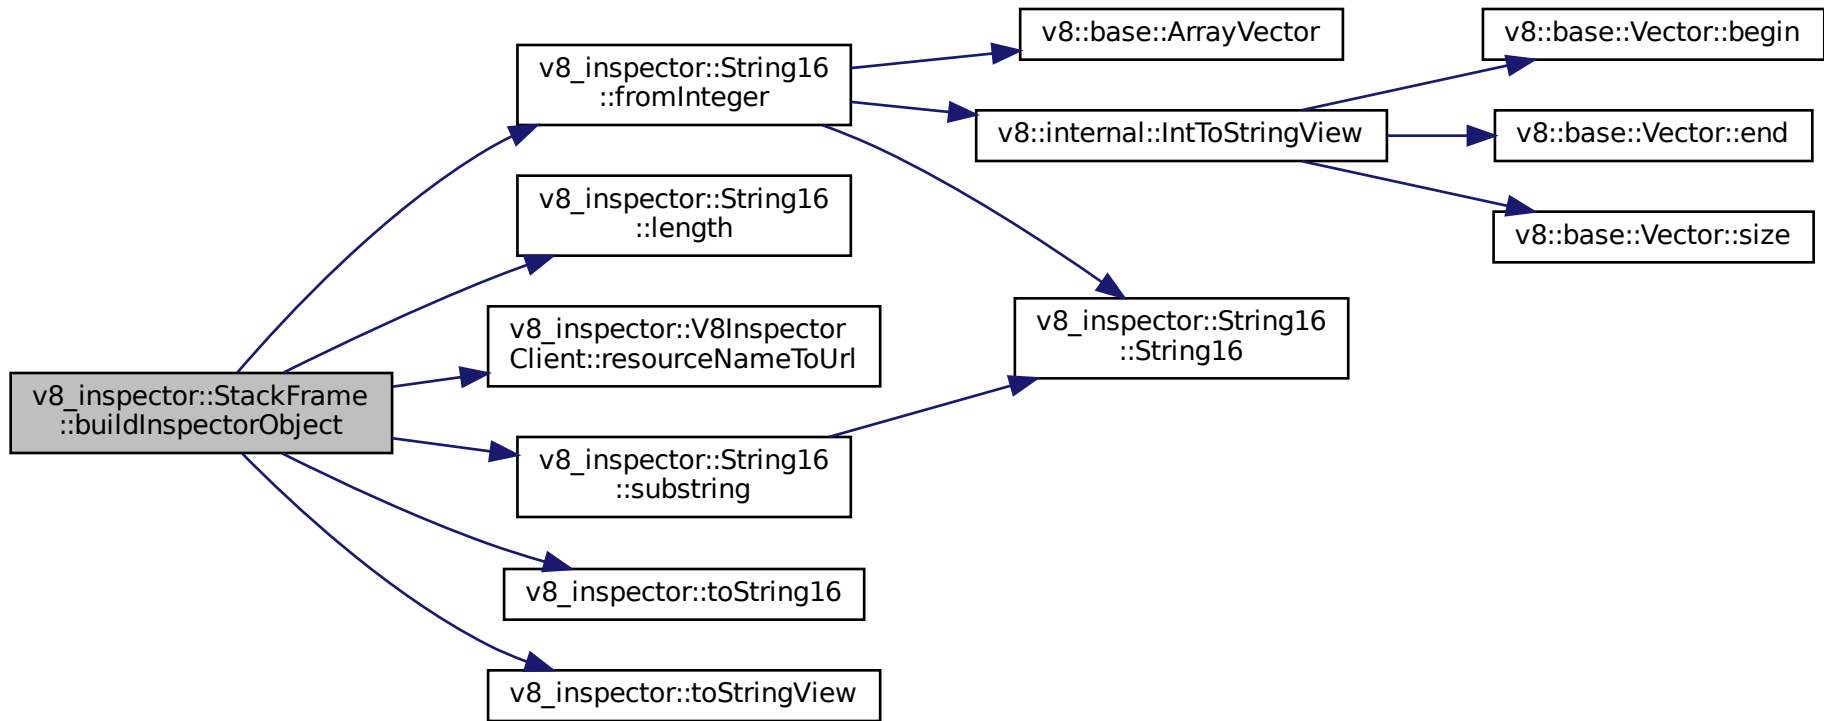 v8_inspector::StackFrame
::buildInspectorObject
v8_inspector::String16
::fromInteger
v8_inspector::String16
::length
v8_inspector::V8Inspector
Client::resourceNameToUrl
v8_inspector::String16
::substring
v8_inspector::toString16
v8_inspector::toStringView
v8::base::ArrayVector
v8::internal::IntToStringView
v8_inspector::String16
::String16
v8::base::Vector::begin
v8::base::Vector::end
v8::base::Vector::size